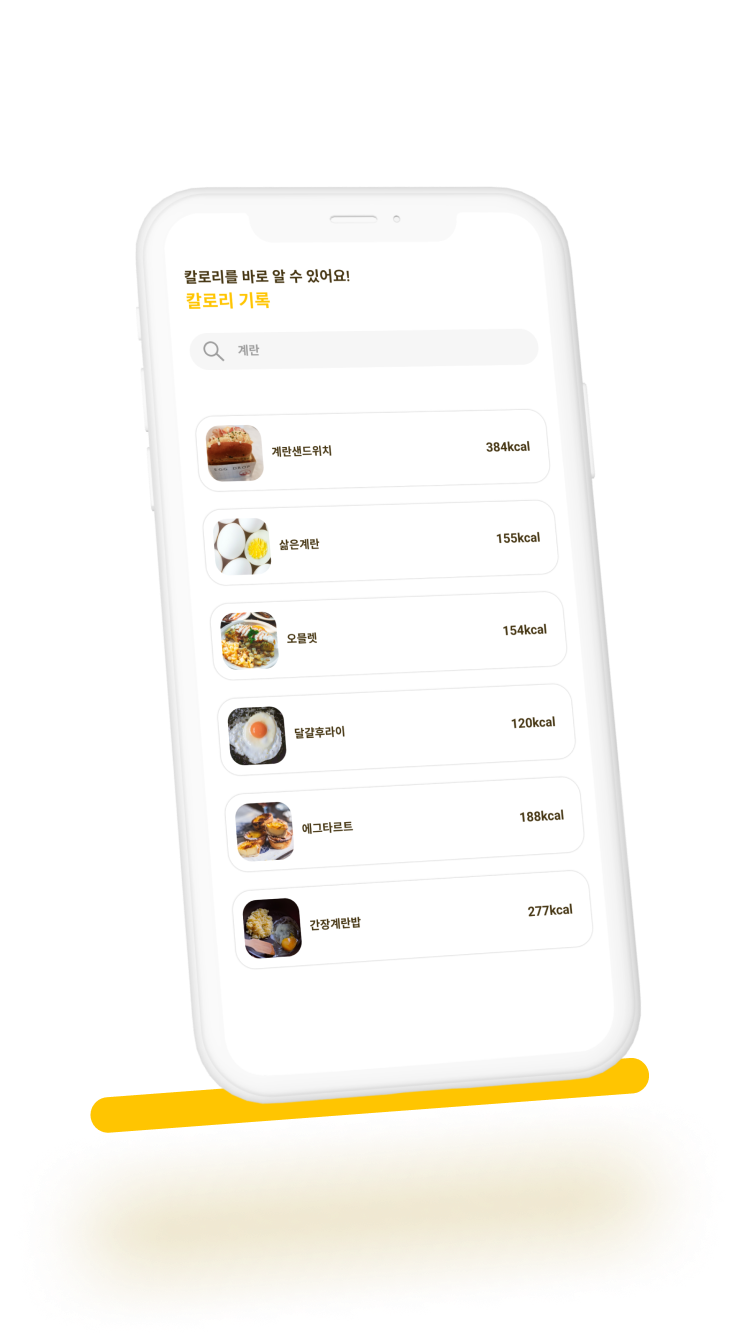 칼로리를 바로 알 수 있어요!
칼로리 기록
계란
계란샌드위치 384kcal
삶은계란 155kcal
오믈렛 154kcal
달걀후라이 120kcal
에그타르트 188kcal
간장계란밥 277kcal